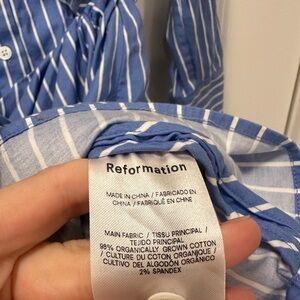 Reformation
MADE IN CHINA / FABRICADO EN
CHINA / FABRIQUÉ EN CHINE
MAIN FABRIC / TISSU PRINCIPAL /
TEJIDO PRINCIPAL
98% ORGANICALLY GROWN COTTON
/ CULTURE DU COTON ORGANIQUE /
CULTIVO DEL ALGODÓN ORGÁNICO
2% SPANDEX